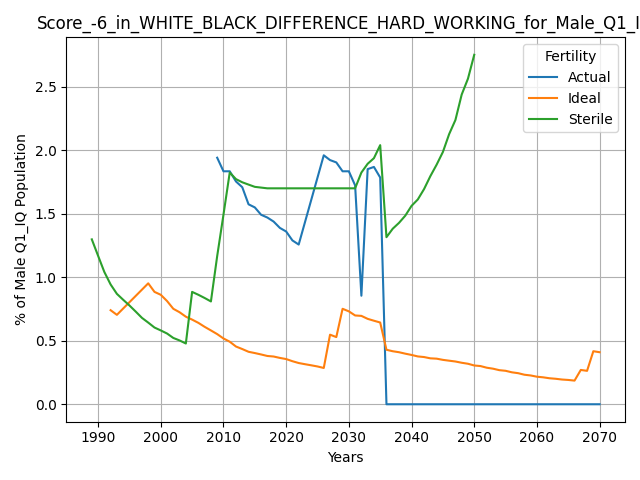 Score_-6_in_WHITE_BLACK_DIFFERENCE_HARD_WORKING_for_Male_Q1_I
Fertility
Actual
Ideal
Sterile
% of Male Q1_IQ Population
2.5
2.0
1.5
1.0
0.5
0.0
1990 2000 2010 2020 2030 2040 2050 2060 2070
Years